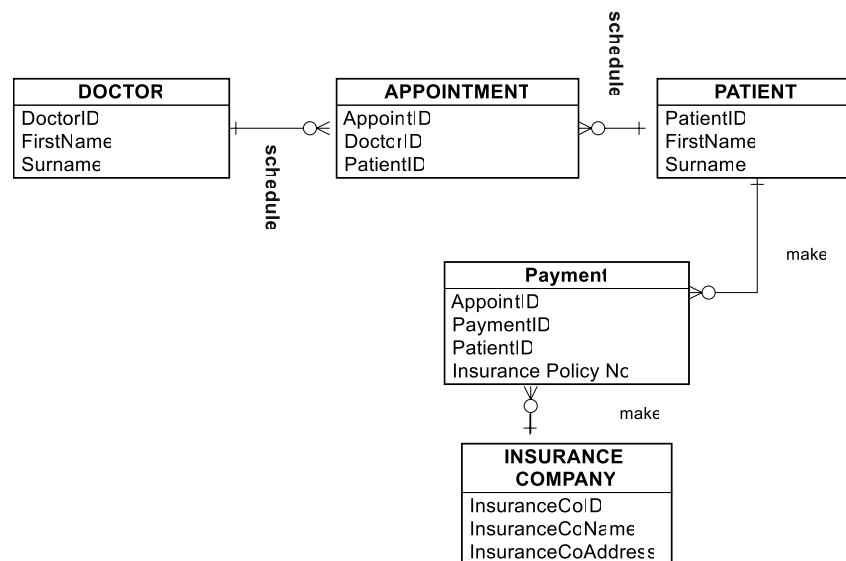 schedule
DOCTOR
DoctorID
FirstName
Surname
schedule
APPOINTMENT
AppointID
DoctorID
PatientID
PATIENT
PatientID
FirstName
Surname
make
Payment
AppointID
PaymentID
PatientID
Insurance Policy No
make
INSURANCE
COMPANY
InsuranceCoID
InsuranceCoName
InsuranceCoAddress